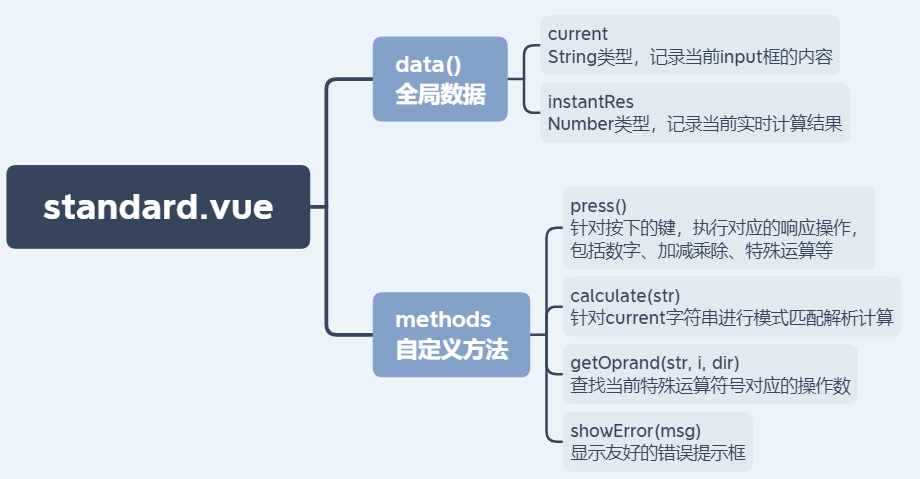 standard.vue
data()
全局数据
current
String类型，记录当前input框的内容
instantRes
Number类型，记录当前实时计算结果
methods
自定义方法
press()
针对按下的键，执行对应的响应操作，
包括数字、加减乘除、特殊运算等
calculate(str)
针对current字符串进行模式匹配解析计算
getOprand(str, i, dir)
查找当前特殊运算符号对应的操作数
showError(msg)
显示友好的错误提示框